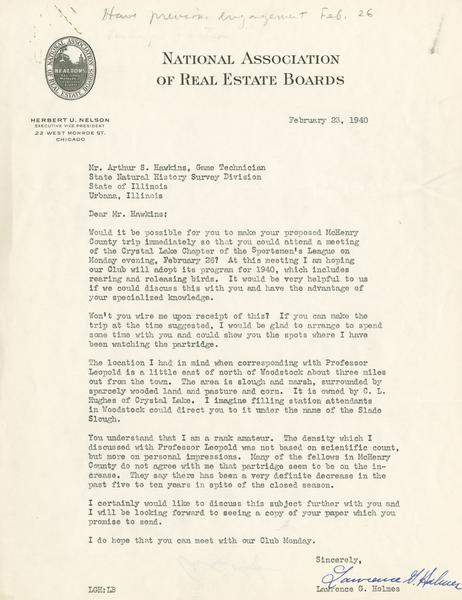 Have previous engagement Feb. 26
NATIONAL ASSOCIATION
OF REAL ESTATE BOARDS
NATIONAL ASSOCIATION OF REAL ESTATE BOARDS
REALTORS
HERBERT U. NELSON
EXECUTIVE VICE PRESIDENT
22 WEST MONROE ST.
CHICAGO
February 23, 1940
Mr. Arthur S. Hawkins, Game Technician
State Natural History Survey Division
State of Illinois
Urbana, Illinois
Dear Mr. Hawkins:
Would it be possible for you to make your proposed McHenry
County trip immediately so that you could attend a meeting
of the Crystal Lake Chapter of the Sportsmen's League on
Monday evening, February 26? At this meeting I am hoping
our Club will adopt its program for 1940, which includes
rearing and releasing birds. It would be very helpful to us
if we could discuss this with you and have the advantage of
your specialized knowledge.
Won't you wire me upon receipt of this? If you can make the
trip at the time suggested, I would be glad to arrange to spend
some time with you and could show you the spots where I have
been watching the partridge.
The location I had in mind when corresponding with Professor
Leopold is a little east of north of Woodstock about three miles
out from the town. The area is slough and marsh, surrounded by
sparcely wooded land and pasture and corn. It is owned by C. L.
Hughes of Crystal Lake. I imagine filling station attendants
in Woodstock could direct you to it under the name of the Slade
Slough.
You understand that I am a rank amateur. The density which I
discussed with Professor Leopold was not based on scientific count,
but more on personal impressions. Many of the fellows in McHenry
County do not agree with me that partridge seem to be on the in-
crease. They say there has been a very definite decrease in the
past five to ten years in spite of the closed season.
I certainly would like to discuss this subject further with you and
I will be looking forward to seeing a copy of your paper which you
promise to send.
I do hope that you can meet with our Club Monday.
Sincerely,
Lawrence G. Holmes
LGH:LB
Lawrence G. Holmes